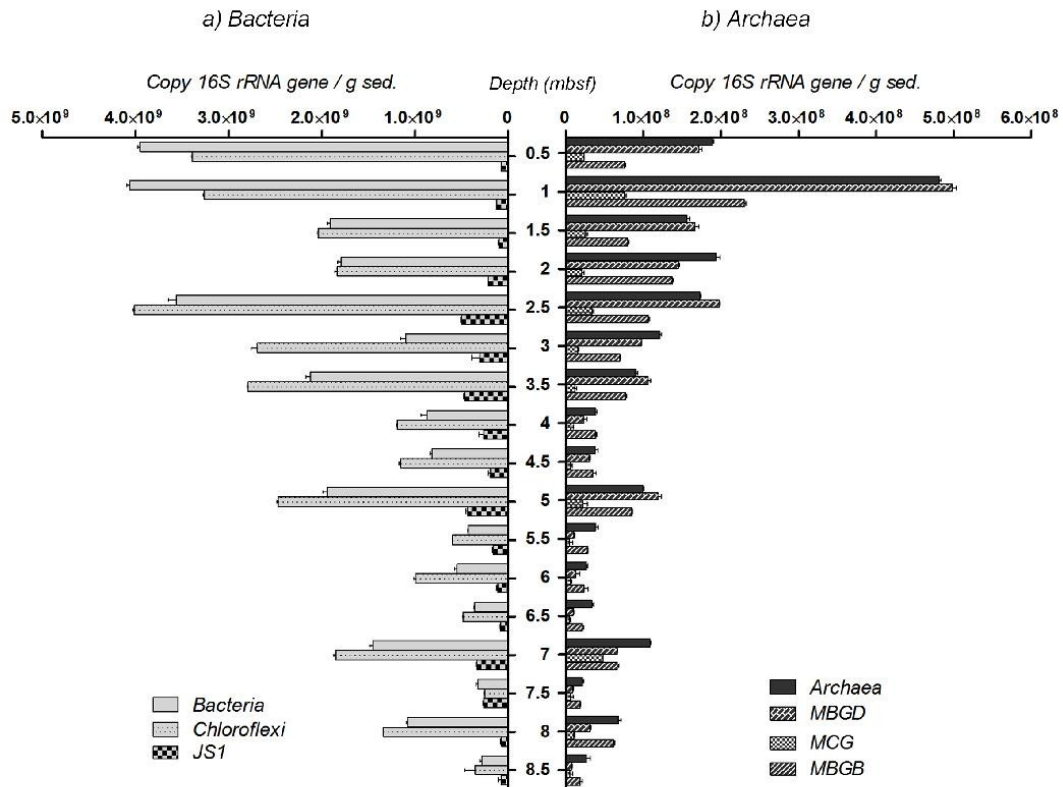 a) Bacteria b) Archaea
Copy 16S rRNA gene / g sed. Depth (mbsf) Copy 16S rRNA gene / g sed.
5.0×10⁹ 4.0×10⁹ 3.0×10⁹ 2.0×10⁹ 1.0×10⁹ 0 0 1.0×10⁸ 2.0×10⁸ 3.0×10⁸ 4.0×10⁸ 5.0×10⁸ 6.0×10⁸
0.5
1
1.5
2
2.5
3
3.5
4
4.5
5
5.5
6
6.5
7
7.5
8
8.5
Bacteria
Chloroflexi
JS1
Archaea
MBGD
MCG
MBGB